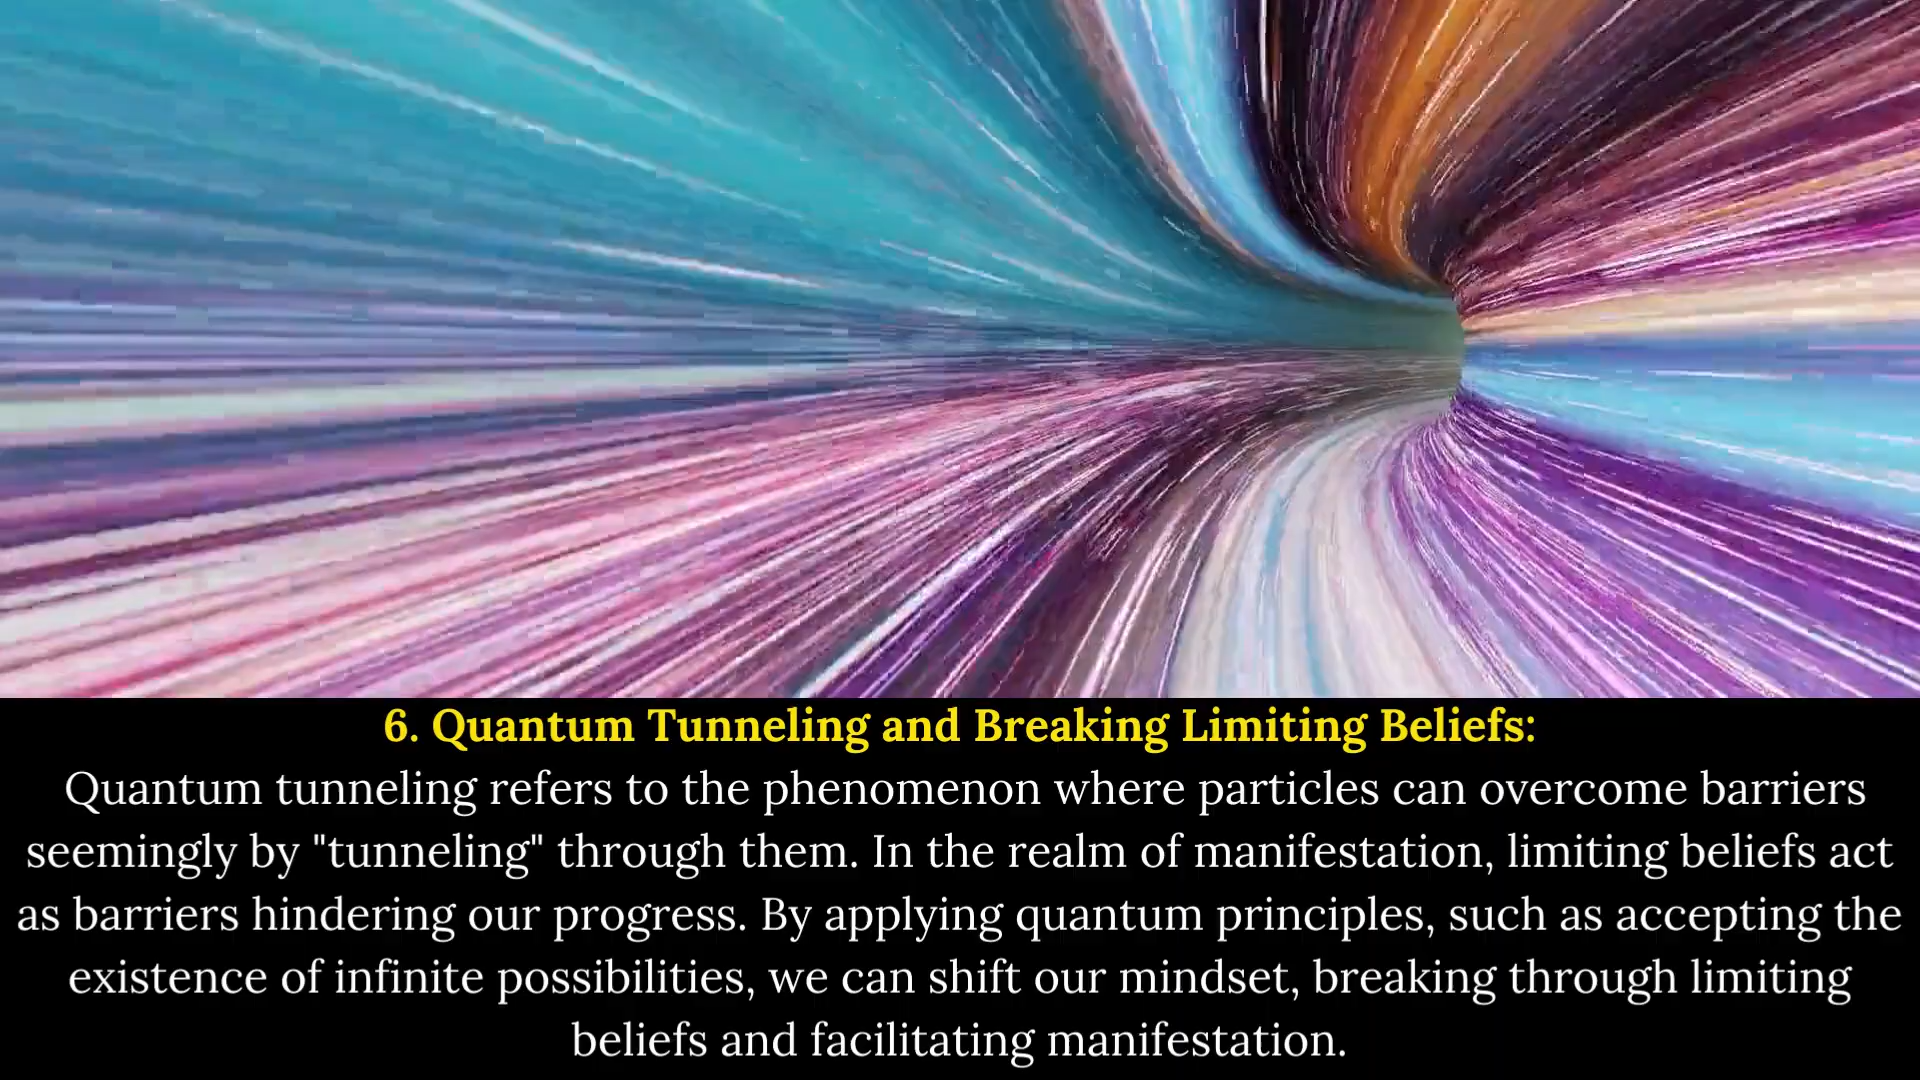 6. Quantum Tunneling and Breaking Limiting Beliefs:
Quantum tunneling refers to the phenomenon where particles can overcome barriers
seemingly by "tunneling" through them. In the realm of manifestation, limiting beliefs act
as barriers hindering our progress. By applying quantum principles, such as accepting the
existence of infinite possibilities, we can shift our mindset, breaking through limiting
beliefs and facilitating manifestation.